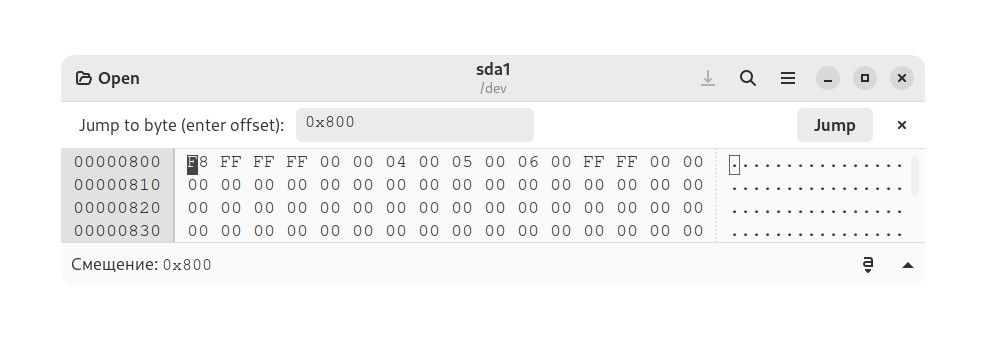 Open
sda1
/dev
Jump to byte (enter offset): 0x800 Jump
00000800 F8 FF FF FF 00 00 04 00 05 00 06 00 FF FF 00 00 ................
00000810 00 00 00 00 00 00 00 00 00 00 00 00 00 00 00 00 ................
00000820 00 00 00 00 00 00 00 00 00 00 00 00 00 00 00 00 ................
00000830 00 00 00 00 00 00 00 00 00 00 00 00 00 00 00 00 ................
Смещение: 0x800 a